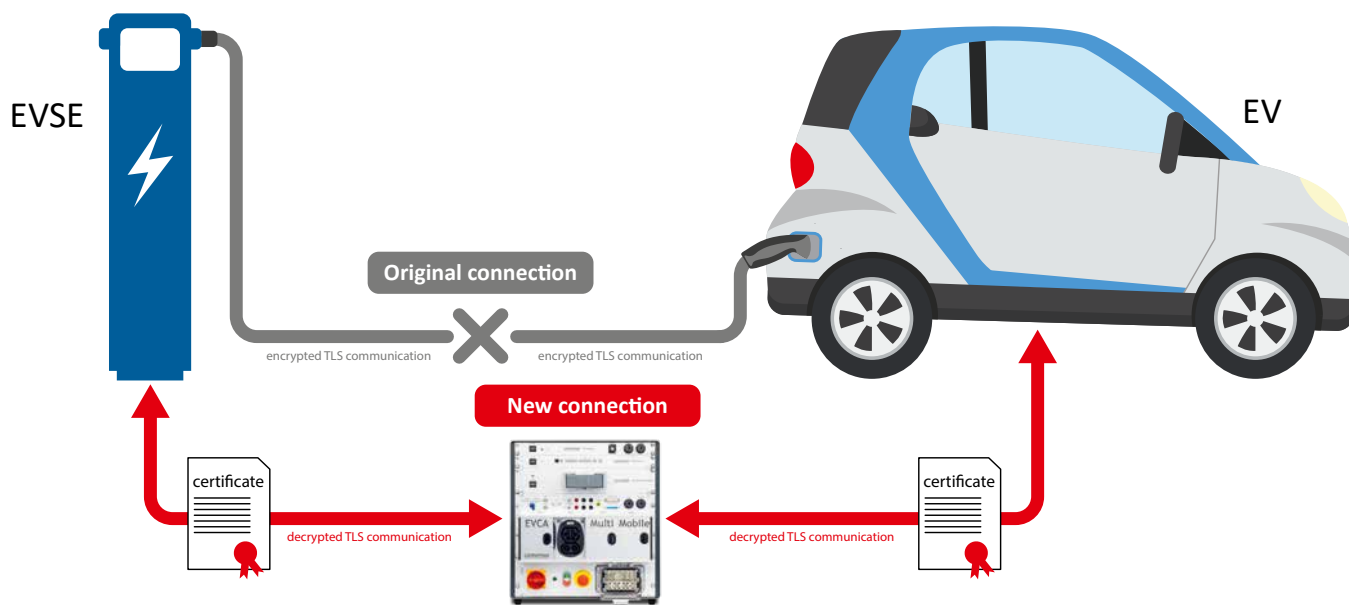 EVSE
EV
Original connection
encrypted TLS communication
encrypted TLS communication
New connection
certificate
certificate
EVCA
Multi Mobile
decrypted TLS communication
decrypted TLS communication